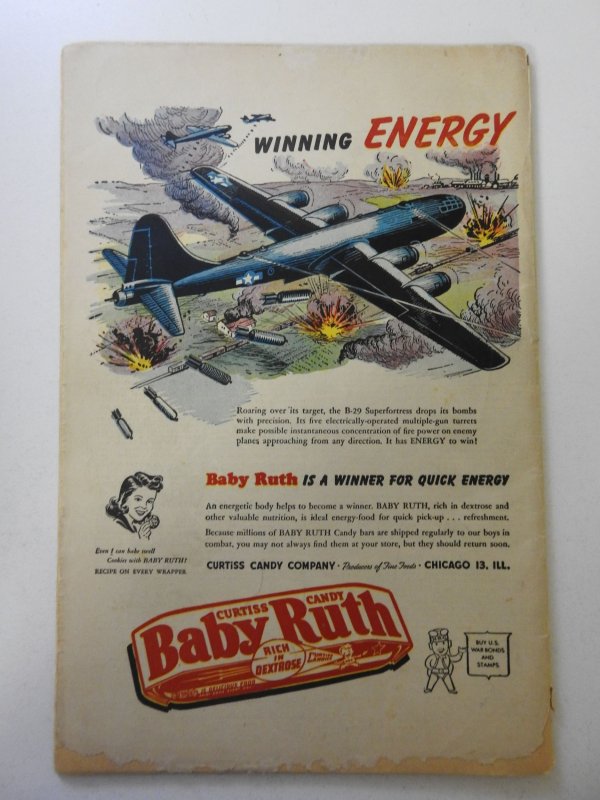 WINNING ENERGY
Roaring over its target, the B-29 Superfortress drops its bombs
with precision. Its five electrically-operated multiple-gun turrets
make possible instantaneous concentration of fire power on enemy
planes approaching from any direction. It has ENERGY to win!
Baby Ruth IS A WINNER FOR QUICK ENERGY
An energetic body helps to become a winner. BABY RUTH, rich in dextrose and
other valuable nutrition, is ideal energy-food for quick pick-up . . . refreshment.
Because millions of BABY RUTH Candy bars are shipped regularly to our boys in
combat, you may not always find them at your store, but they should return soon.
CURTISS CANDY COMPANY · Producers of Fine Foods · CHICAGO 13, ILL.
Even I can bake swell
Cookies with BABY RUTH!
RECIPE ON EVERY WRAPPER
CURTISS CANDY
Baby Ruth
RICH
IN
DEXTROSE
BUY U.S.
WAR BONDS
AND
STAMPS